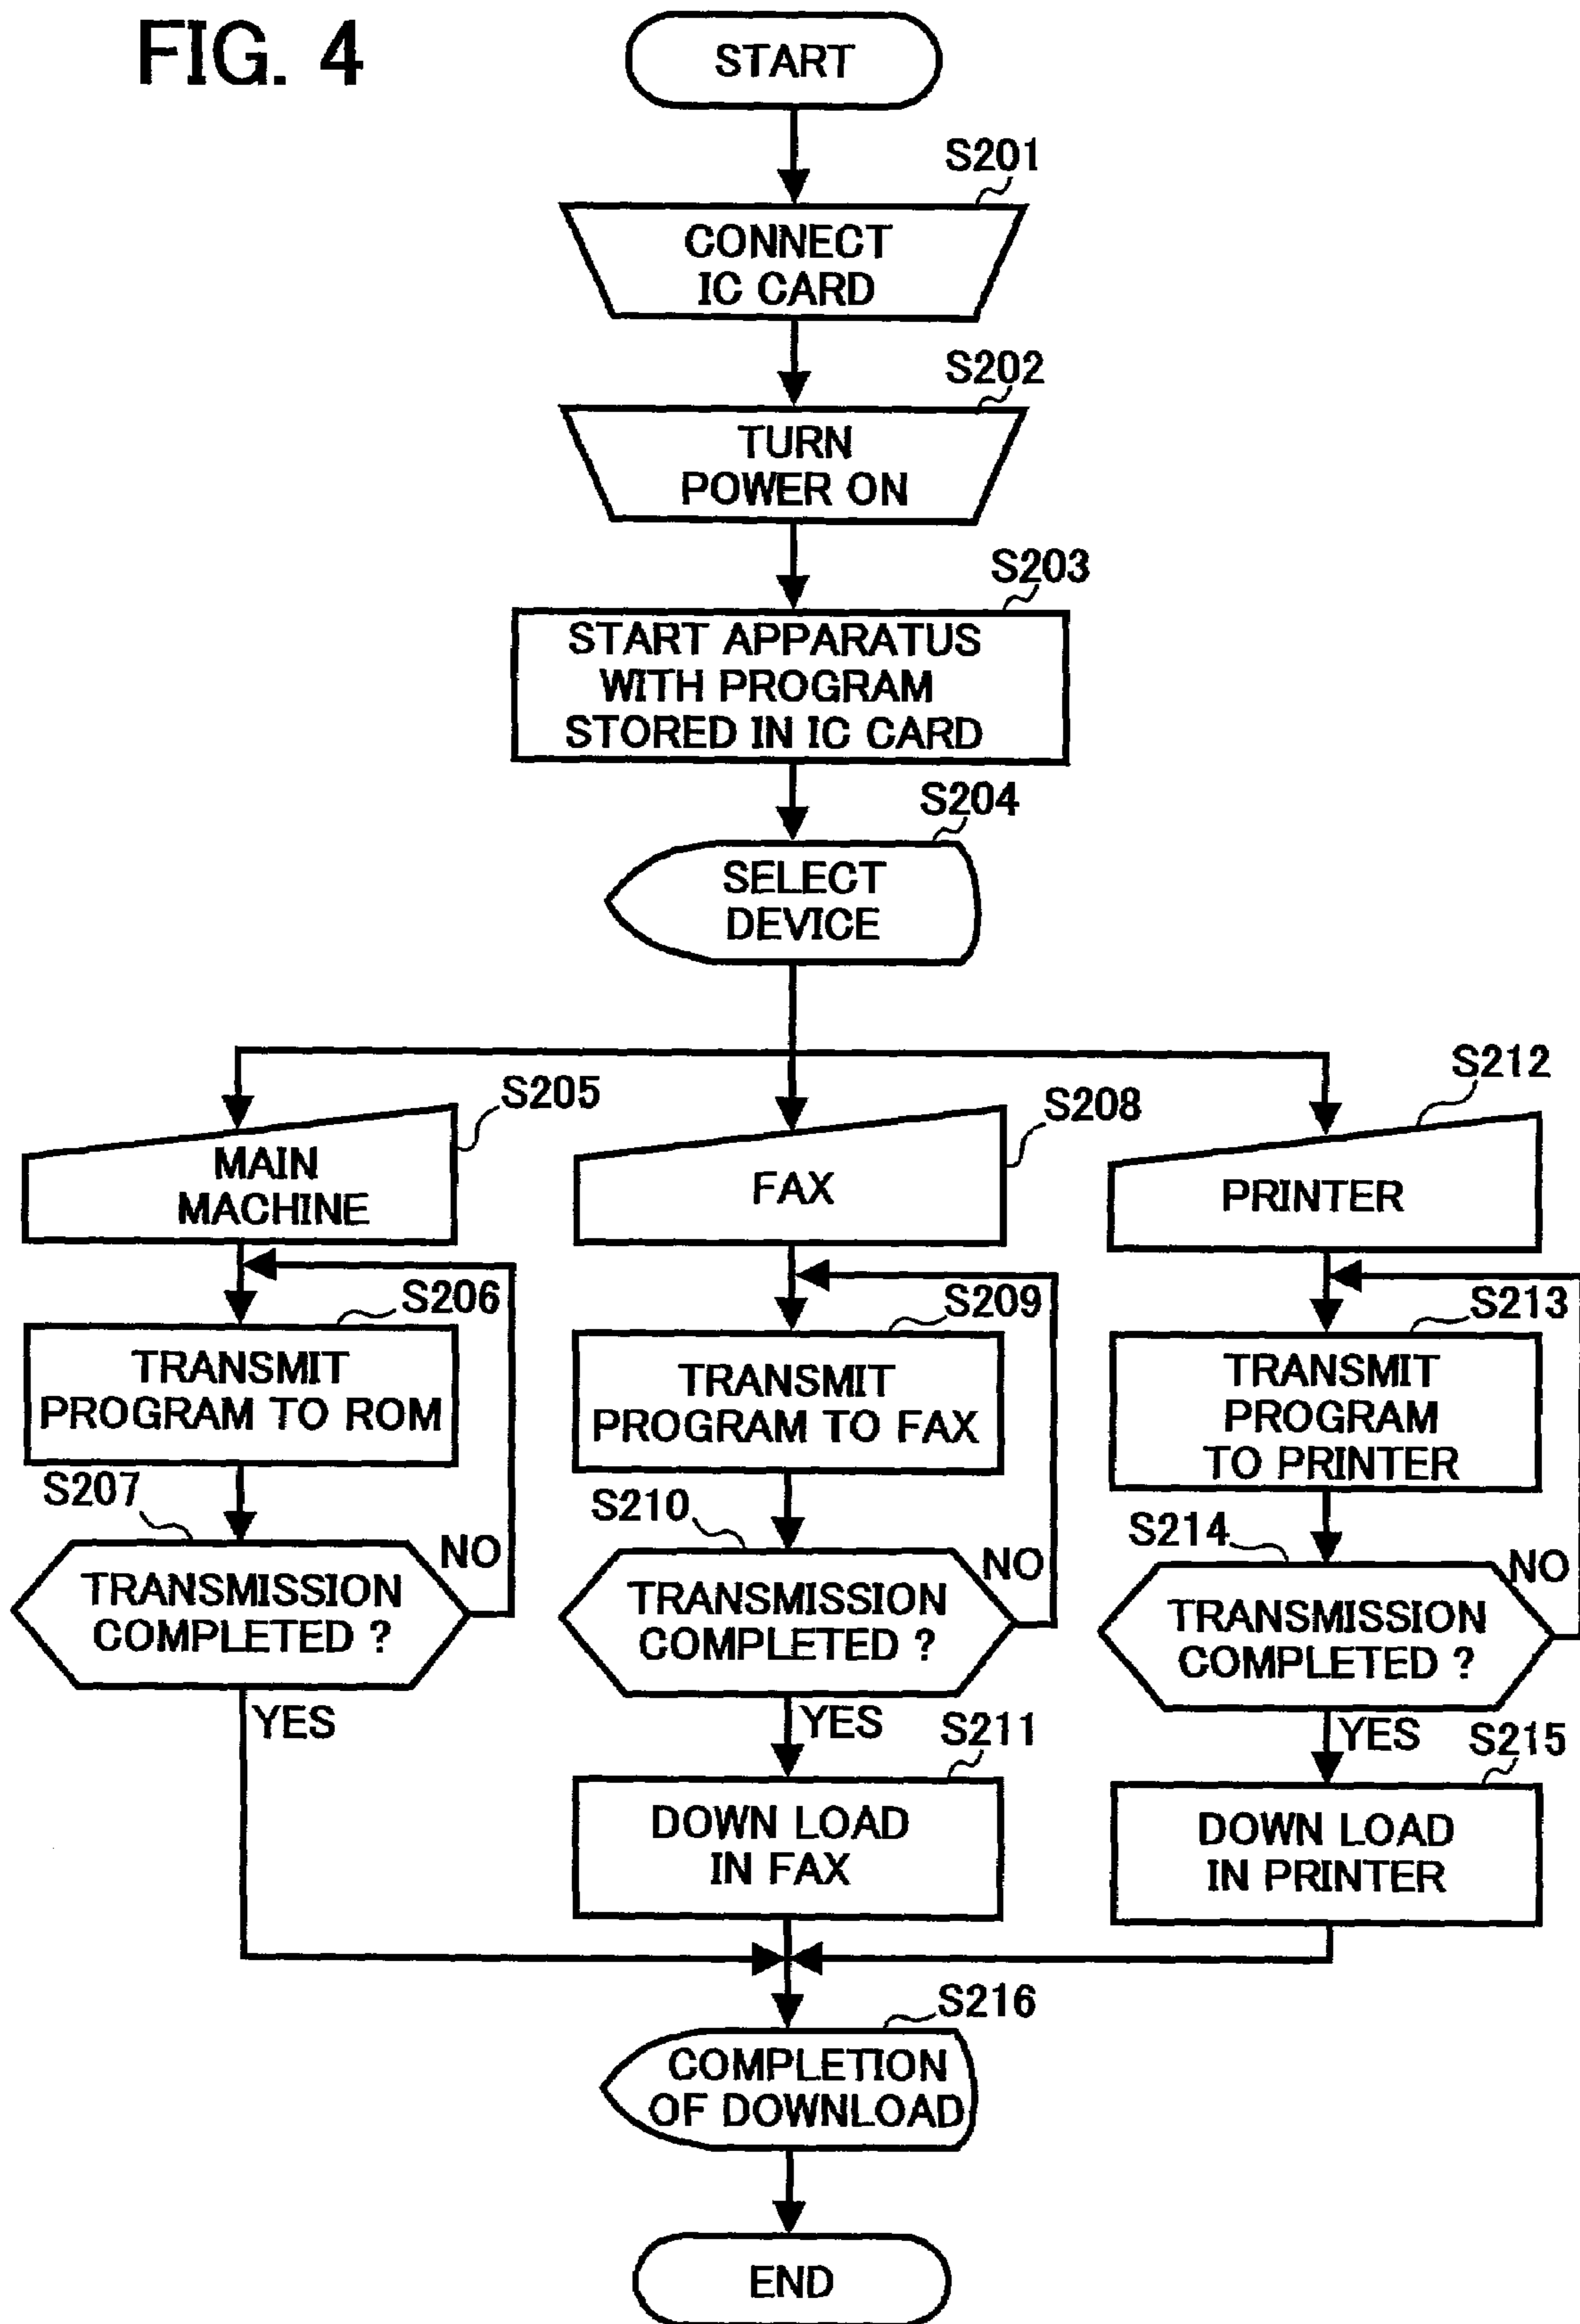 FIG. 4
START
S201
CONNECT
IC CARD
S202
TURN
POWER ON
S203
START APPARATUS
WITH PROGRAM
STORED IN IC CARD
S204
SELECT
DEVICE
S205
MAIN
MACHINE
S206
TRANSMIT
PROGRAM TO ROM
S207
TRANSMISSION
COMPLETED ?
NO
YES
S208
FAX
S209
TRANSMIT
PROGRAM TO FAX
S210
TRANSMISSION
COMPLETED ?
NO
YES
S211
DOWN LOAD
IN FAX
S212
PRINTER
S213
TRANSMIT
PROGRAM
TO PRINTER
S214
TRANSMISSION
COMPLETED ?
NO
YES
S215
DOWN LOAD
IN PRINTER
S216
COMPLETION
OF DOWNLOAD
END